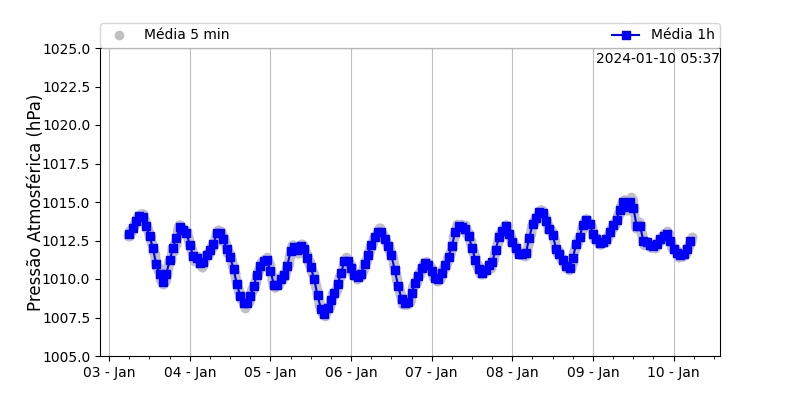 Média 5 min
Média 1h
2024-01-10 05:37
Pressão Atmosférica (hPa)
1025.0
1022.5
1020.0
1017.5
1015.0
1012.5
1010.0
1007.5
1005.0
03 - Jan
04 - Jan
05 - Jan
06 - Jan
07 - Jan
08 - Jan
09 - Jan
10 - Jan